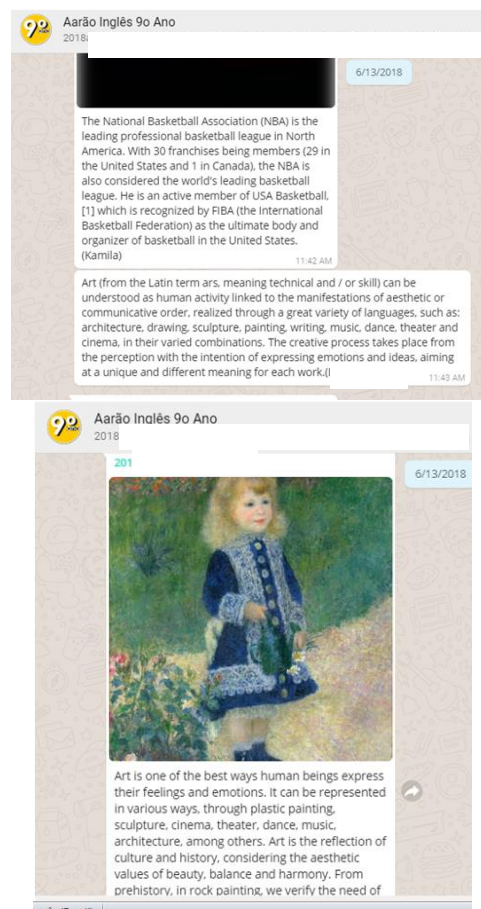 9º
Aarão Inglês 9o Ano
2018
6/13/2018
The National Basketball Association (NBA) is the
leading professional basketball league in North
America. With 30 franchises being members (29 in
the United States and 1 in Canada), the NBA is
also considered the world's leading basketball
league. He is an active member of USA Basketball,
[1] which is recognized by FIBA (the International
Basketball Federation) as the ultimate body and
organizer of basketball in the United States.
(Kamila)
11:42 AM
Art (from the Latin term ars, meaning technical and / or skill) can be
understood as human activity linked to the manifestations of aesthetic or
communicative order, realized through a great variety of languages, such as:
architecture, drawing, sculpture, painting, writing, music, dance, theater and
cinema, in their varied combinations. The creative process takes place from
the perception with the intention of expressing emotions and ideas, aiming
at a unique and different meaning for each work.(
11:43 AM
9º
Aarão Inglês 9o Ano
2018
201
6/13/2018
Art is one of the best ways human beings express
their feelings and emotions. It can be represented
in various ways, through plastic painting,
sculpture, cinema, theater, dance, music,
architecture, among others. Art is the reflection of
culture and history, considering the aesthetic
values of beauty, balance and harmony. From
prehistory, in rock painting, we verify the need of